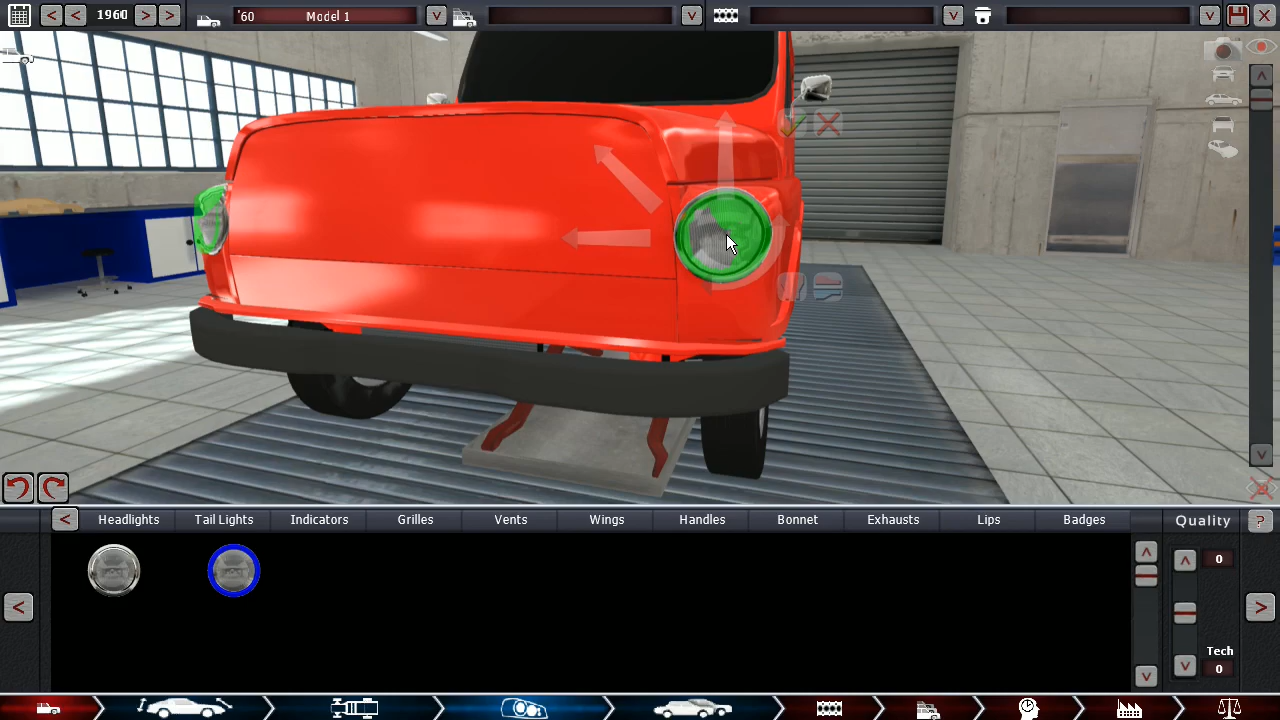 1960
'60 Model 1
Headlights Tail Lights Indicators Grilles Vents Wings Handles Bonnet Exhausts Lips Badges Quality ?
0
Tech
0